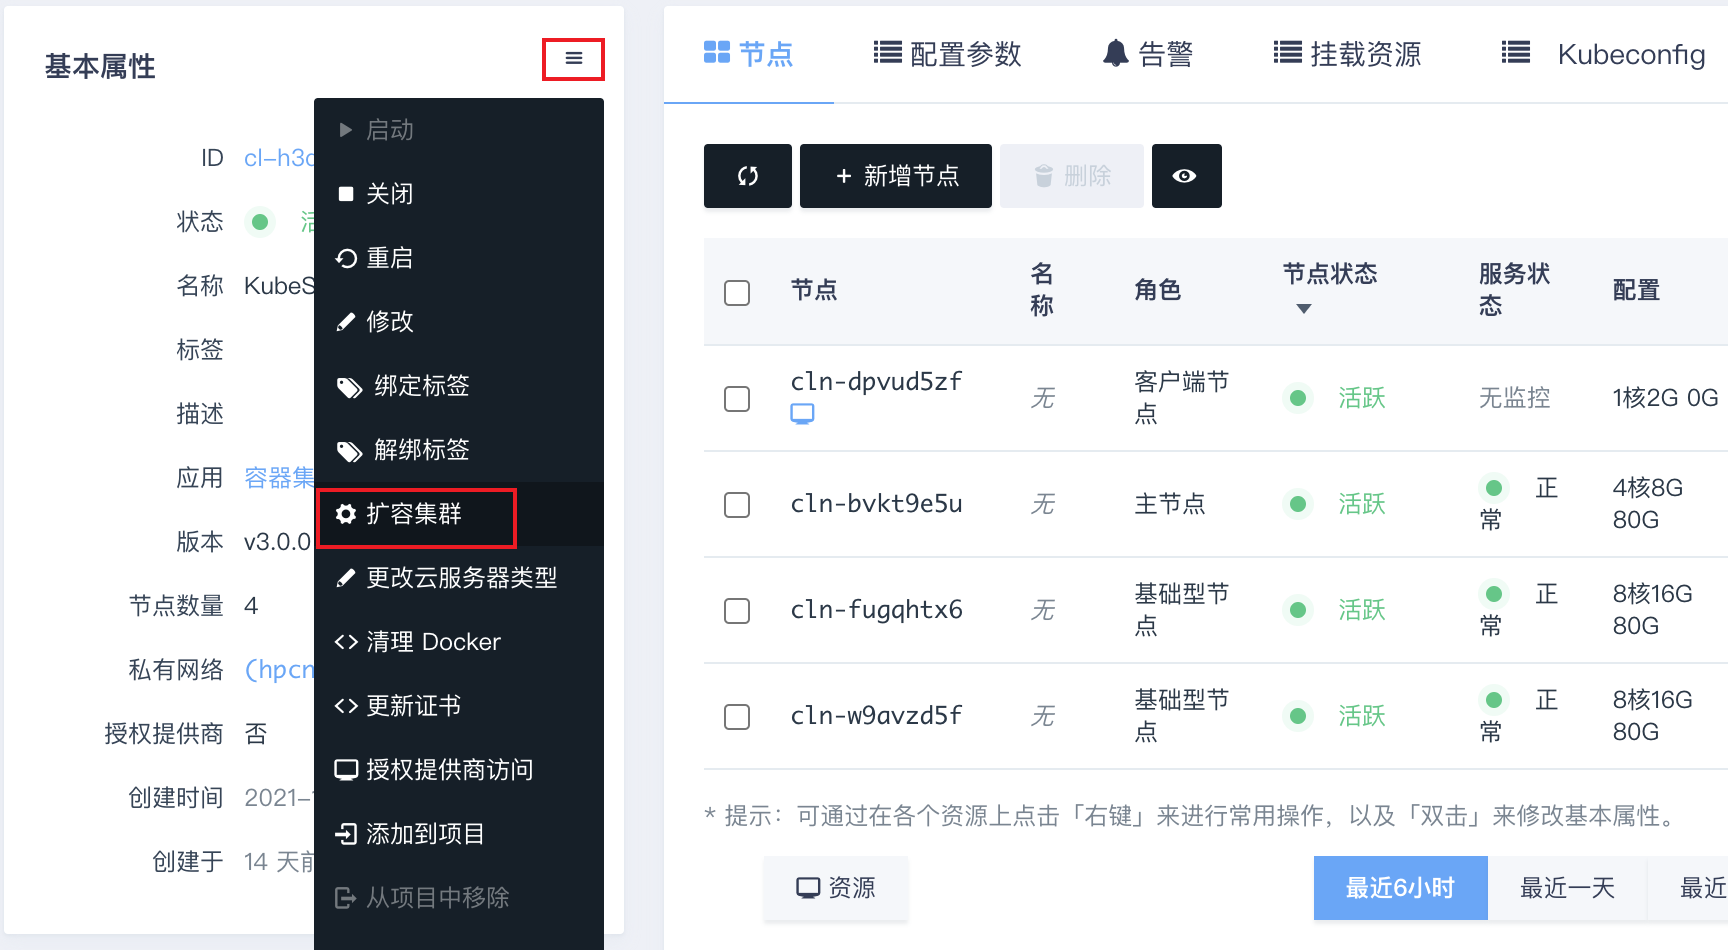 基本属性
ID cl-h3c
状态 活
名称 KubeS
标签
描述
应用 容器集
版本 v3.0.0
节点数量 4
私有网络 (hpcn
授权提供商 否
创建时间 2021-
创建于 14 天前
启动
关闭
重启
修改
绑定标签
解绑标签
扩容集群
更改云服务器类型
清理 Docker
更新证书
授权提供商访问
添加到项目
从项目中移除
节点 配置参数 告警 挂载资源 Kubeconfig
+ 新增节点 删除
节点 名称 角色 节点状态 服务状态 配置
cln-dpvud5zf 无 客户端节点 活跃 无监控 1核2G 0G
cln-bvkt9e5u 无 主节点 活跃 正常 4核8G 80G
cln-fugqhtx6 无 基础型节点 活跃 正常 8核16G 80G
cln-w9avzd5f 无 基础型节点 活跃 正常 8核16G 80G
* 提示：可通过在各个资源上点击「右键」来进行常用操作，以及「双击」来修改基本属性。
资源 最近6小时 最近一天 最近